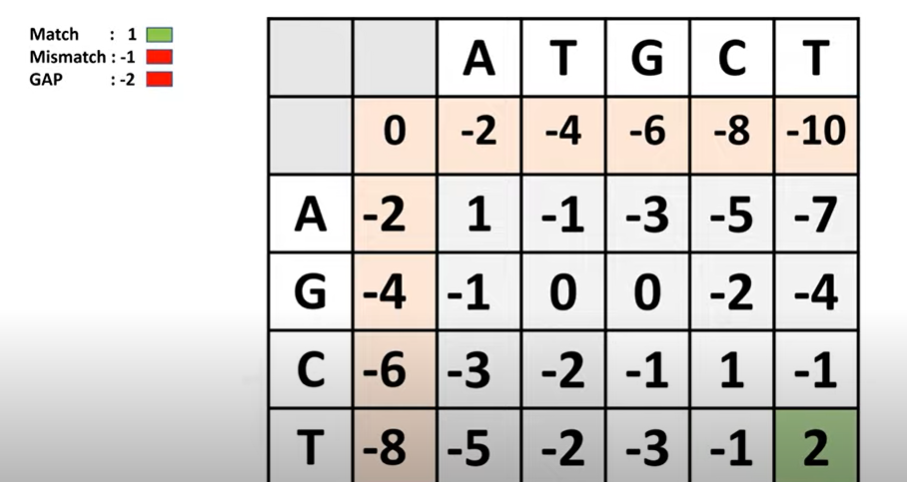 Match : 1
Mismatch : -1
GAP : -2
A T G C T
0 -2 -4 -6 -8 -10
A -2 1 -1 -3 -5 -7
G -4 -1 0 0 -2 -4
C -6 -3 -2 -1 1 -1
T -8 -5 -2 -3 -1 2